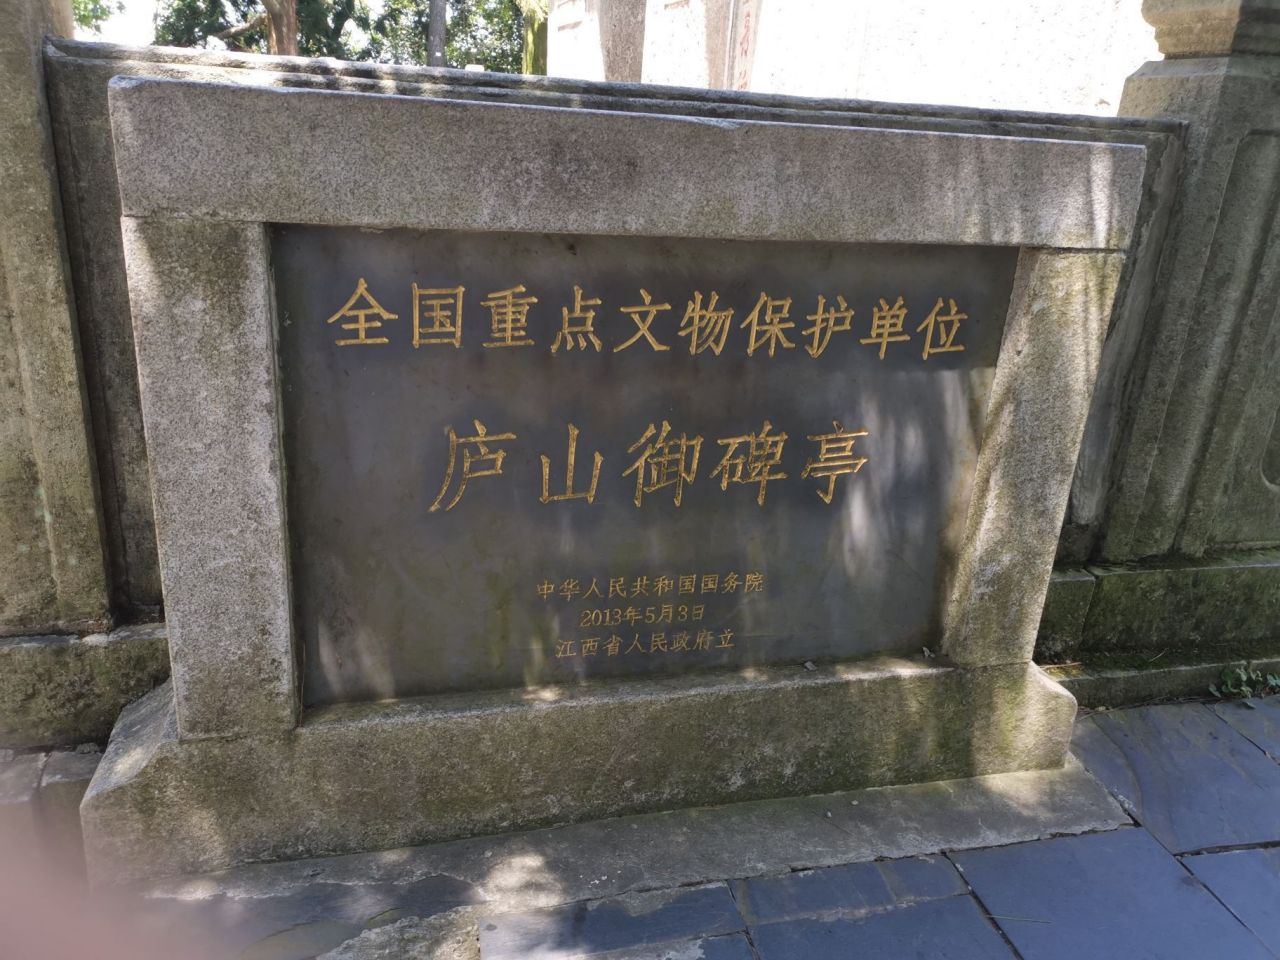 全国重点文物保护单位
庐山御碑亭
中华人民共和国国务院
2013年5月3日
江西省人民政府立